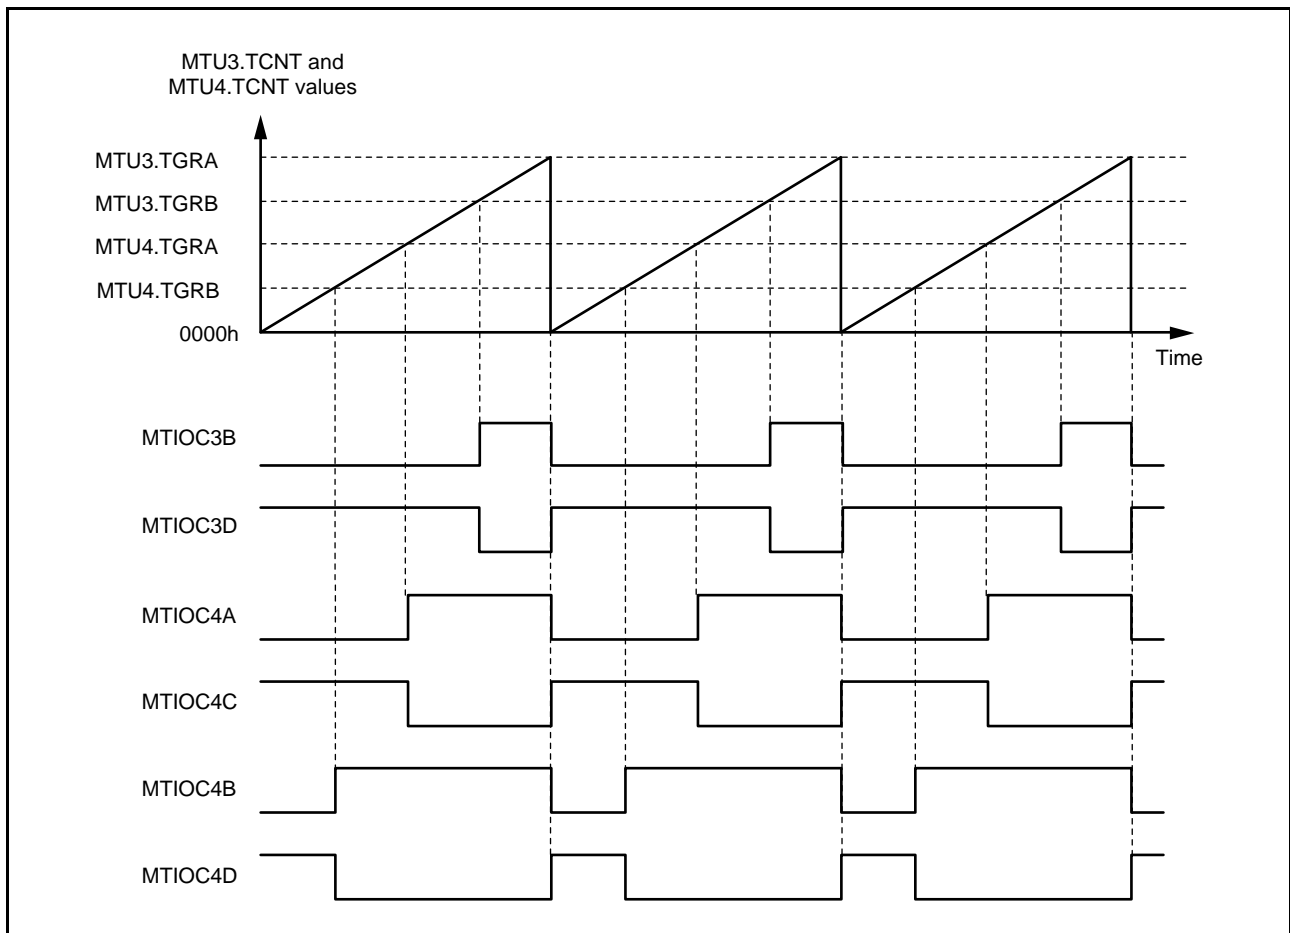 MTU3.TCNT and
MTU4.TCNT values
MTU3.TGRA
MTU3.TGRB
MTU4.TGRA
MTU4.TGRB
0000h
Time
MTIOC3B
MTIOC3D
MTIOC4A
MTIOC4C
MTIOC4B
MTIOC4D